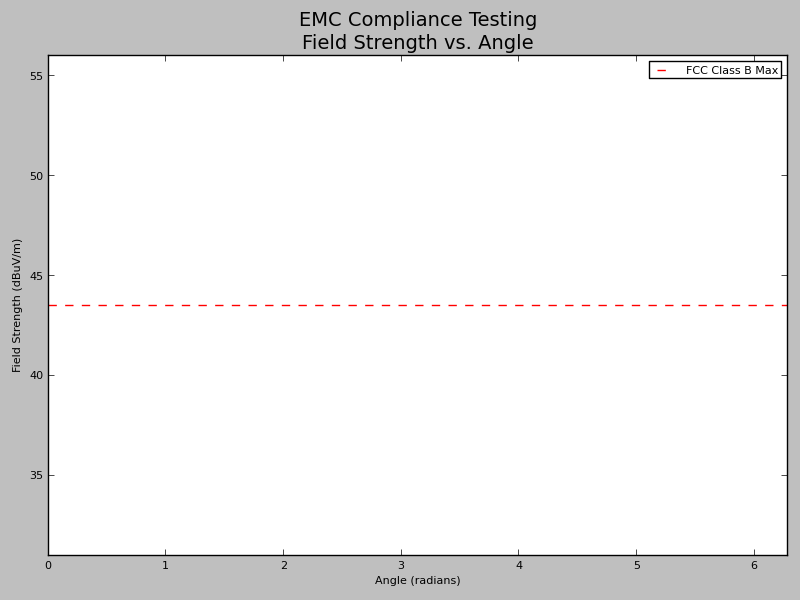 EMC Compliance Testing
Field Strength vs. Angle
FCC Class B Max
55
50
45
40
35
Field Strength (dBuV/m)
0 1 2 3 4 5 6
Angle (radians)